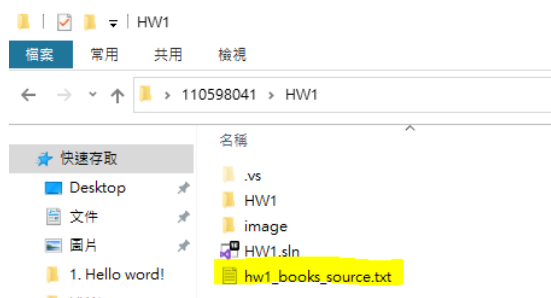 HW1
檔案 常用 共用 檢視
110598041 > HW1
名稱
快速存取
.vs
Desktop
HW1
文件
image
圖片
HW1.sln
1. Hello word!
hw1_books_source.txt